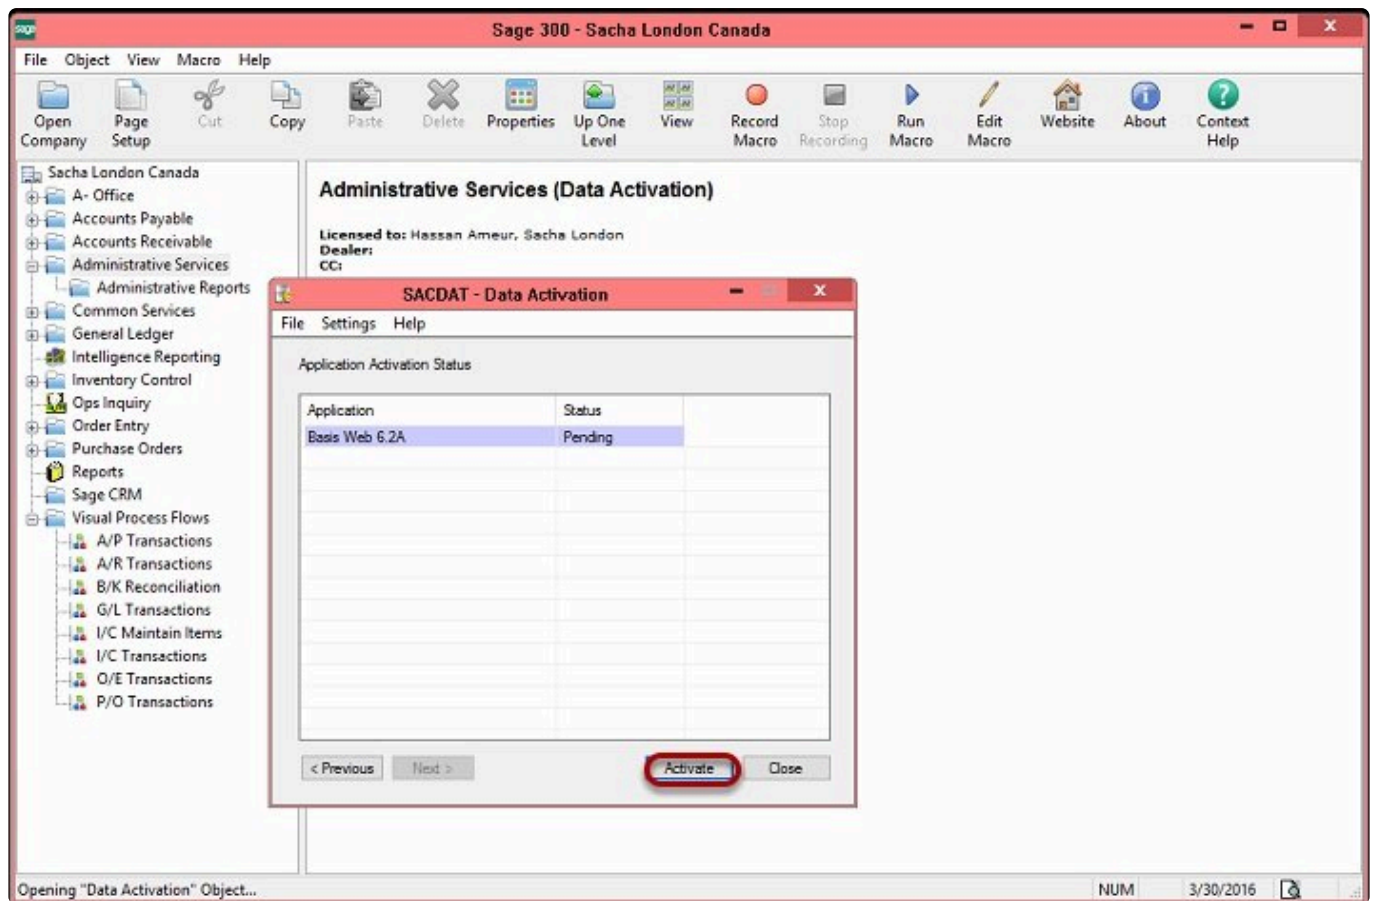 sage
Sage 300 - Sacha London Canada
File Object View Macro Help
Open Company
Page Setup
Cut
Copy
Paste
Delete
Properties
Up One Level
View
Record Macro
Stop Recording
Run Macro
Edit Macro
Website
About
Context Help
Sacha London Canada
A- Office
Accounts Payable
Accounts Receivable
Administrative Services
Administrative Reports
Common Services
General Ledger
Intelligence Reporting
Inventory Control
Ops Inquiry
Order Entry
Purchase Orders
Reports
Sage CRM
Visual Process Flows
A/P Transactions
A/R Transactions
B/K Reconciliation
G/L Transactions
I/C Maintain Items
I/C Transactions
O/E Transactions
P/O Transactions
Administrative Services (Data Activation)
Licensed to: Hassan Ameur, Sacha London
Dealer:
CC:
SACDAT - Data Activation
File Settings Help
Application Activation Status
Application Status
Basis Web 6.2A Pending
< Previous Next > Activate Close
Opening "Data Activation" Object... NUM 3/30/2016